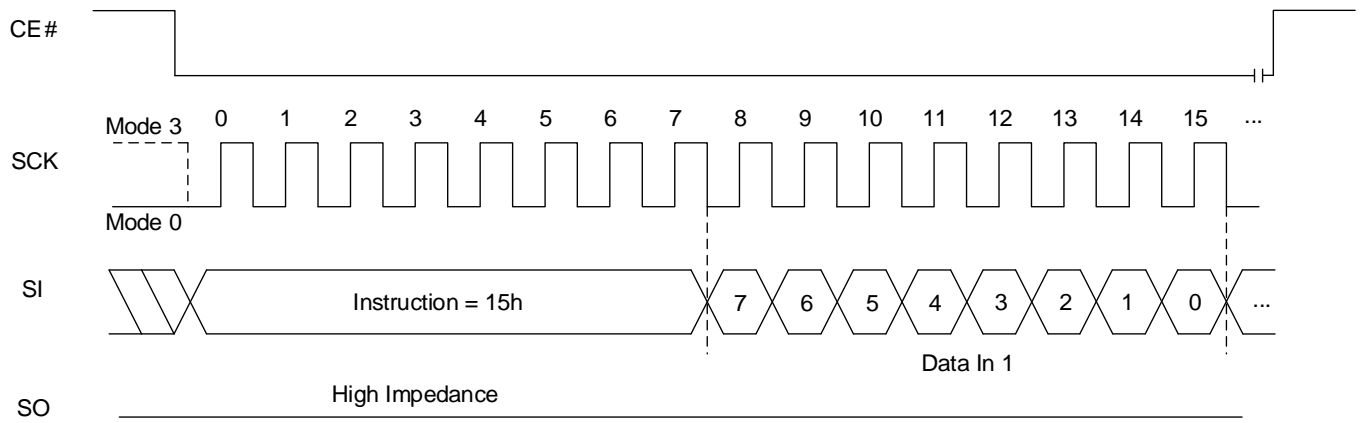 CE#
Mode 3 0 1 2 3 4 5 6 7 8 9 10 11 12 13 14 15 ...
SCK
Mode 0
SI Instruction = 15h 7 6 5 4 3 2 1 0 ...
Data In 1
High Impedance
SO